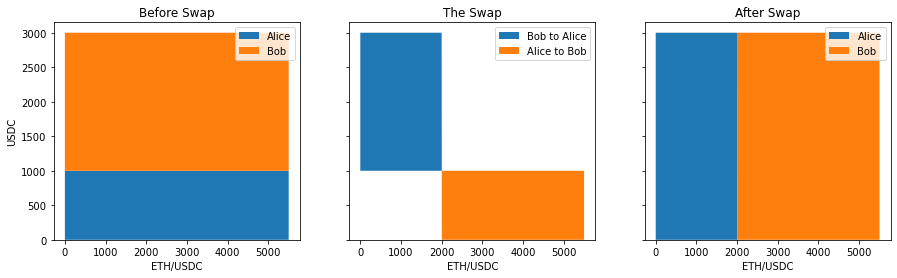 Before Swap
The Swap
After Swap
Alice
Bob
Bob to Alice
Alice to Bob
Alice
Bob
USDC
3000
2500
2000
1500
1000
500
0
0 1000 2000 3000 4000 5000
0 1000 2000 3000 4000 5000
0 1000 2000 3000 4000 5000
ETH/USDC
ETH/USDC
ETH/USDC